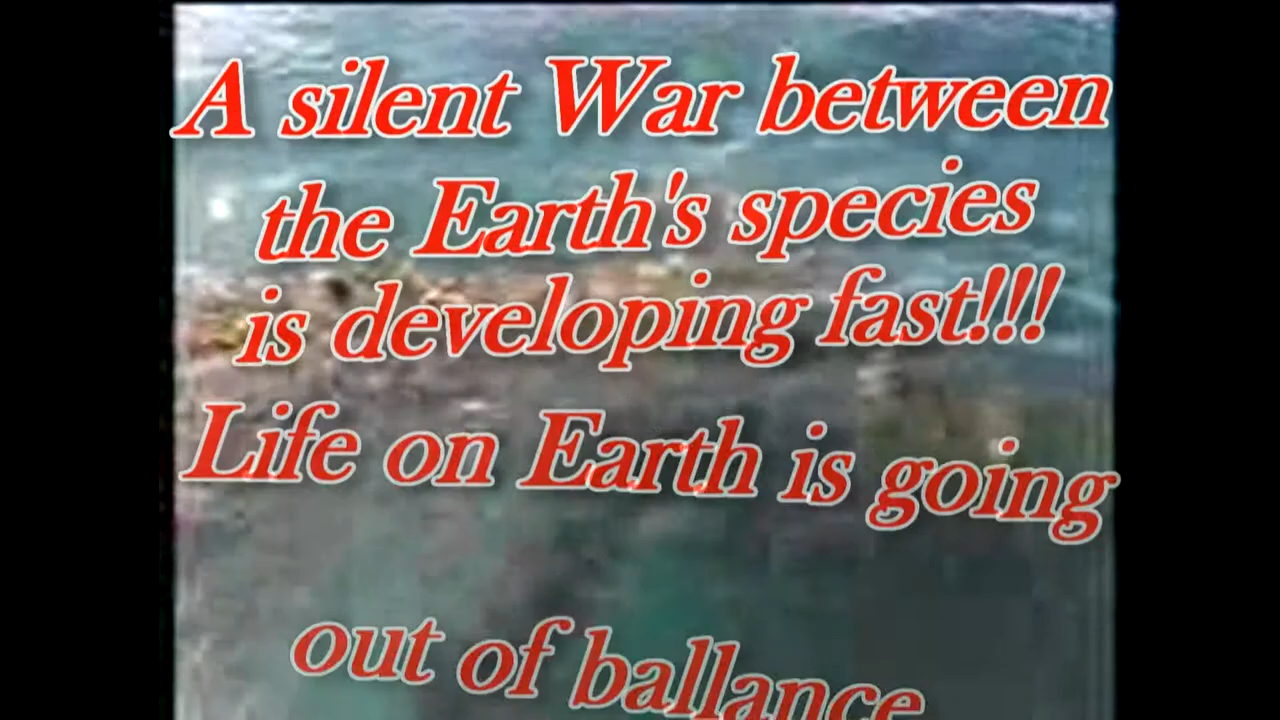 A silent War between
the Earth's species
is developing fast!!!
Life on Earth is going
out of ballance